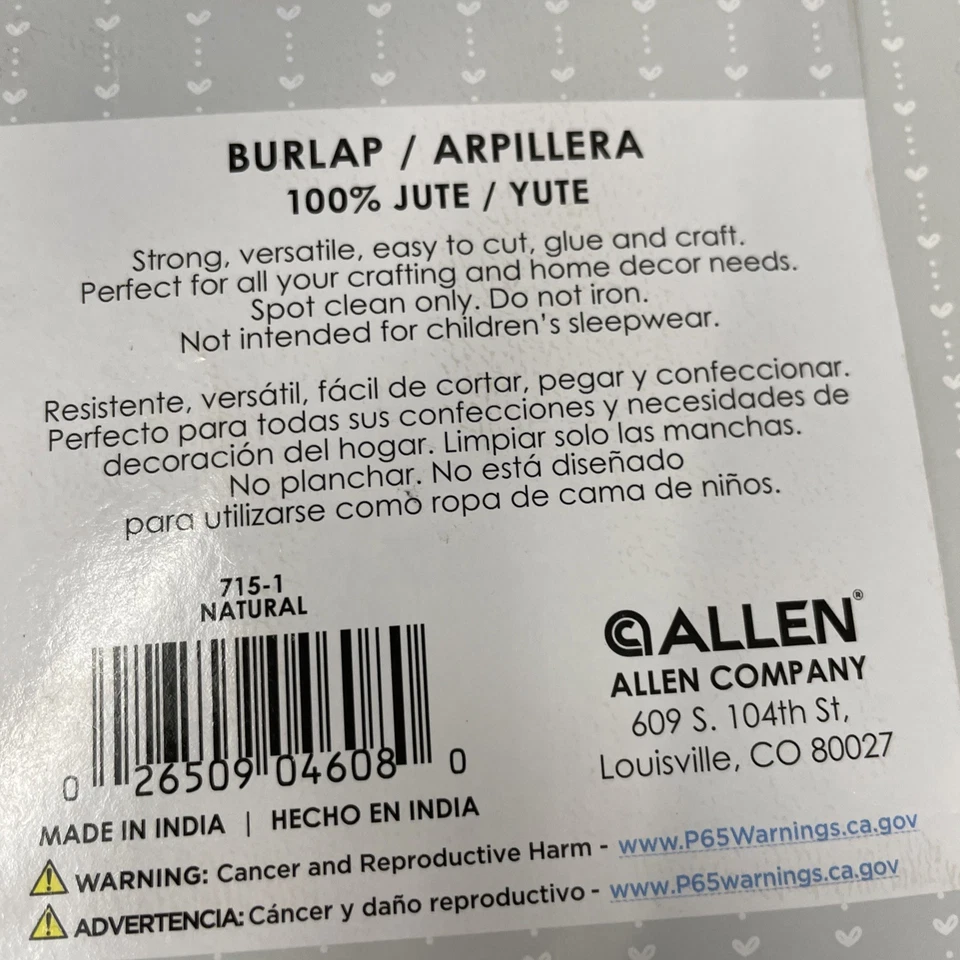 BURLAP / ARPILLERA
100% JUTE / YUTE
Strong, versatile, easy to cut, glue and craft.
Perfect for all your crafting and home decor needs.
Spot clean only. Do not iron.
Not intended for children's sleepwear.
Resistente, versátil, fácil de cortar, pegar y confeccionar.
Perfecto para todas sus confecciones y necesidades de
decoración del hogar. Limpiar solo las manchas.
No planchar. No está diseñado
para utilizarse como ropa de cama de niños.
715-1
NATURAL
0 26509 04608 0
MADE IN INDIA | HECHO EN INDIA
ALLEN®
ALLEN COMPANY
609 S. 104th St,
Louisville, CO 80027
WARNING: Cancer and Reproductive Harm - www.P65Warnings.ca.gov
ADVERTENCIA: Cáncer y daño reproductivo - www.P65warnings.ca.gov